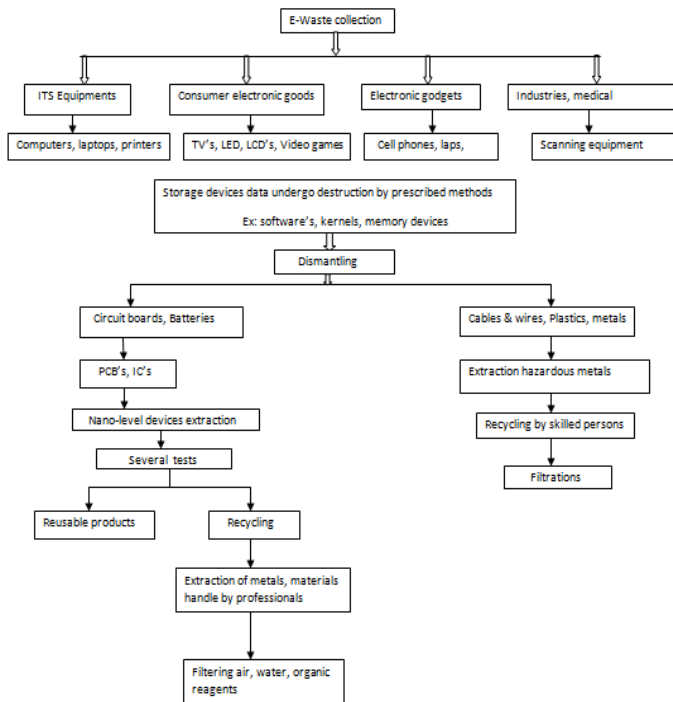 E-Waste collection
ITS Equipments
Consumer electronic goods
Electronic godgets
Industries, medical
Computers, laptops, printers
TV's, LED, LCD's, Video games
Cell phones, laps,
Scanning equipment
Storage devices data undergo destruction by prescribed methods
Ex: software's, kernels, memory devices
Dismantling
Circuit boards, Batteries
Cables & wires, Plastics, metals
PCB's, IC's
Extraction hazardous metals
Nano-level devices extraction
Recycling by skilled persons
Several tests
Filtrations
Reusable products
Recycling
Extraction of metals, materials
handle by professionals
Filtering air, water, organic
reagents